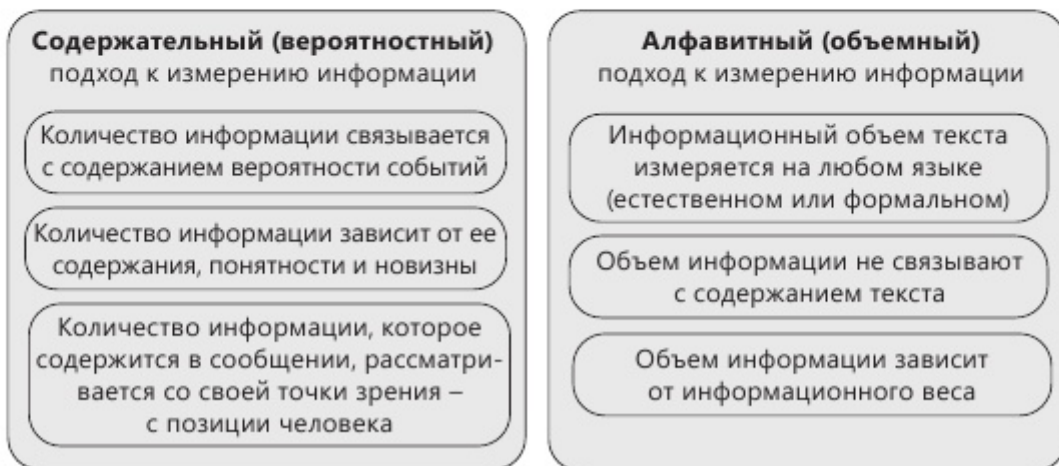 Содержательный (вероятностный)
подход к измерению информации
Количество информации связывается
с содержанием вероятности событий
Количество информации зависит от ее
содержания, понятности и новизны
Количество информации, которое
содержится в сообщении, рассматри-
вается со своей точки зрения –
с позиции человека
Алфавитный (объемный)
подход к измерению информации
Информационный объем текста
измеряется на любом языке
(естественном или формальном)
Объем информации не связывают
с содержанием текста
Объем информации зависит
от информационного веса